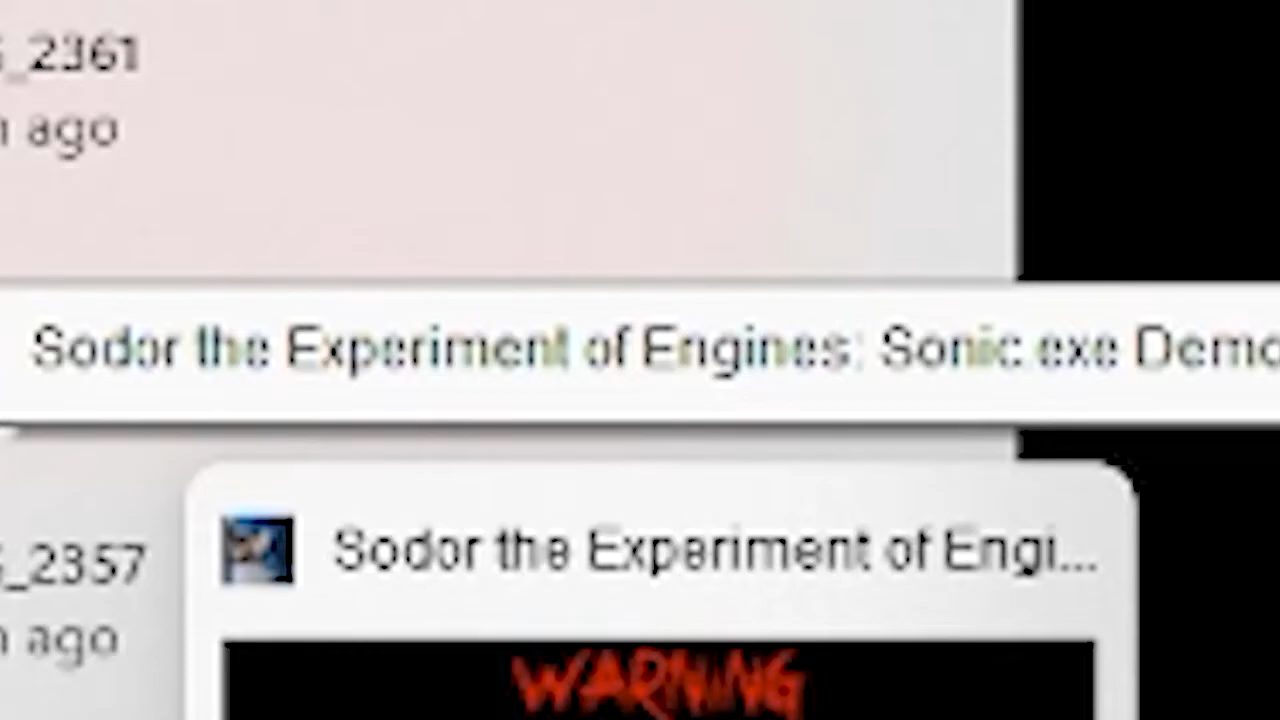 _2361
ago
Sodor the Experiment of Engines: Sonic.exe Demo
Sodor the Experiment of Engi...
_2357
ago
WARNING